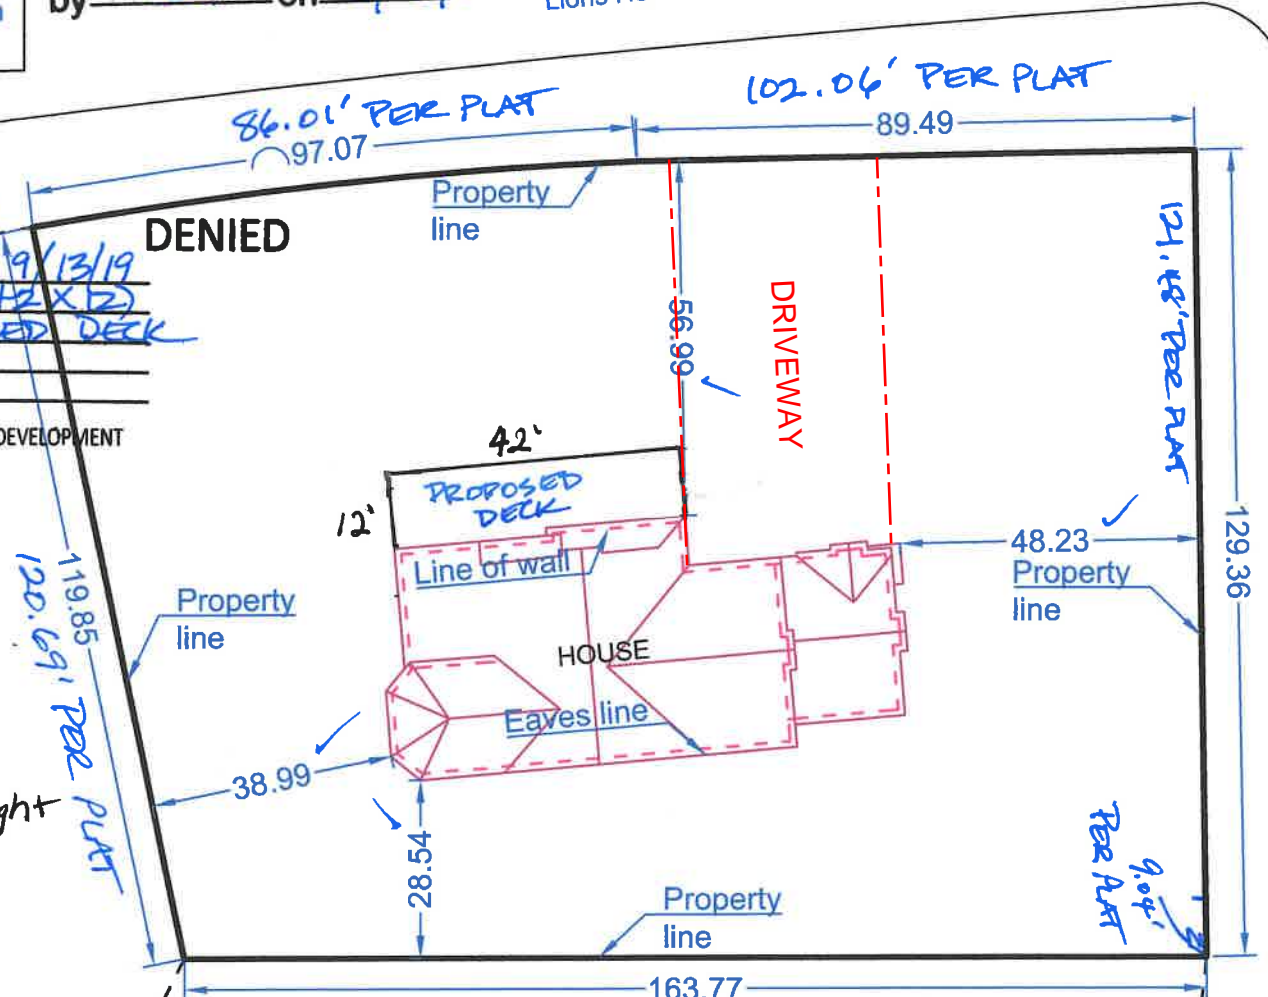 by on
86.01' PER PLAT
102.06' PER PLAT
97.07
89.49
Property
line
DENIED
9/13/19
DECK
DEVELOPMENT
56.99
DRIVEWAY
121.48' PER PLAT
129.36
42'
12'
PROPOSED
DECK
Line of wall
48.23
Property
line
Property
line
119.85
120.69' PER PLAT
HOUSE
Eaves line
38.99
28.54
9.04'
PER PLAT
Property
line
163.77